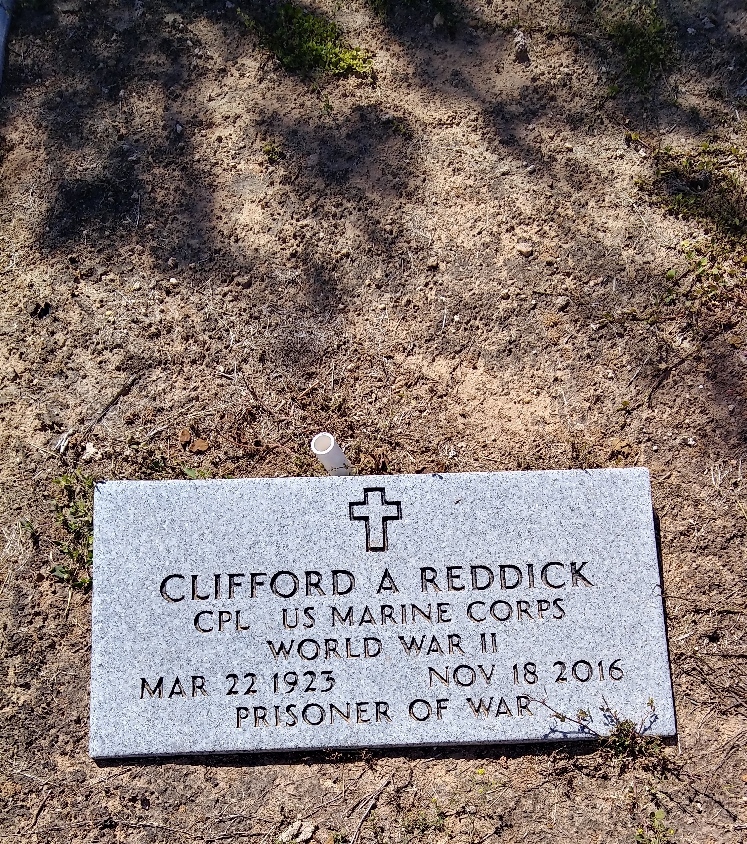 CLIFFORD A REDDICK
CPL US MARINE CORPS
WORLD WAR II
MAR 22 1923 NOV 18 2016
PRISONER OF WAR